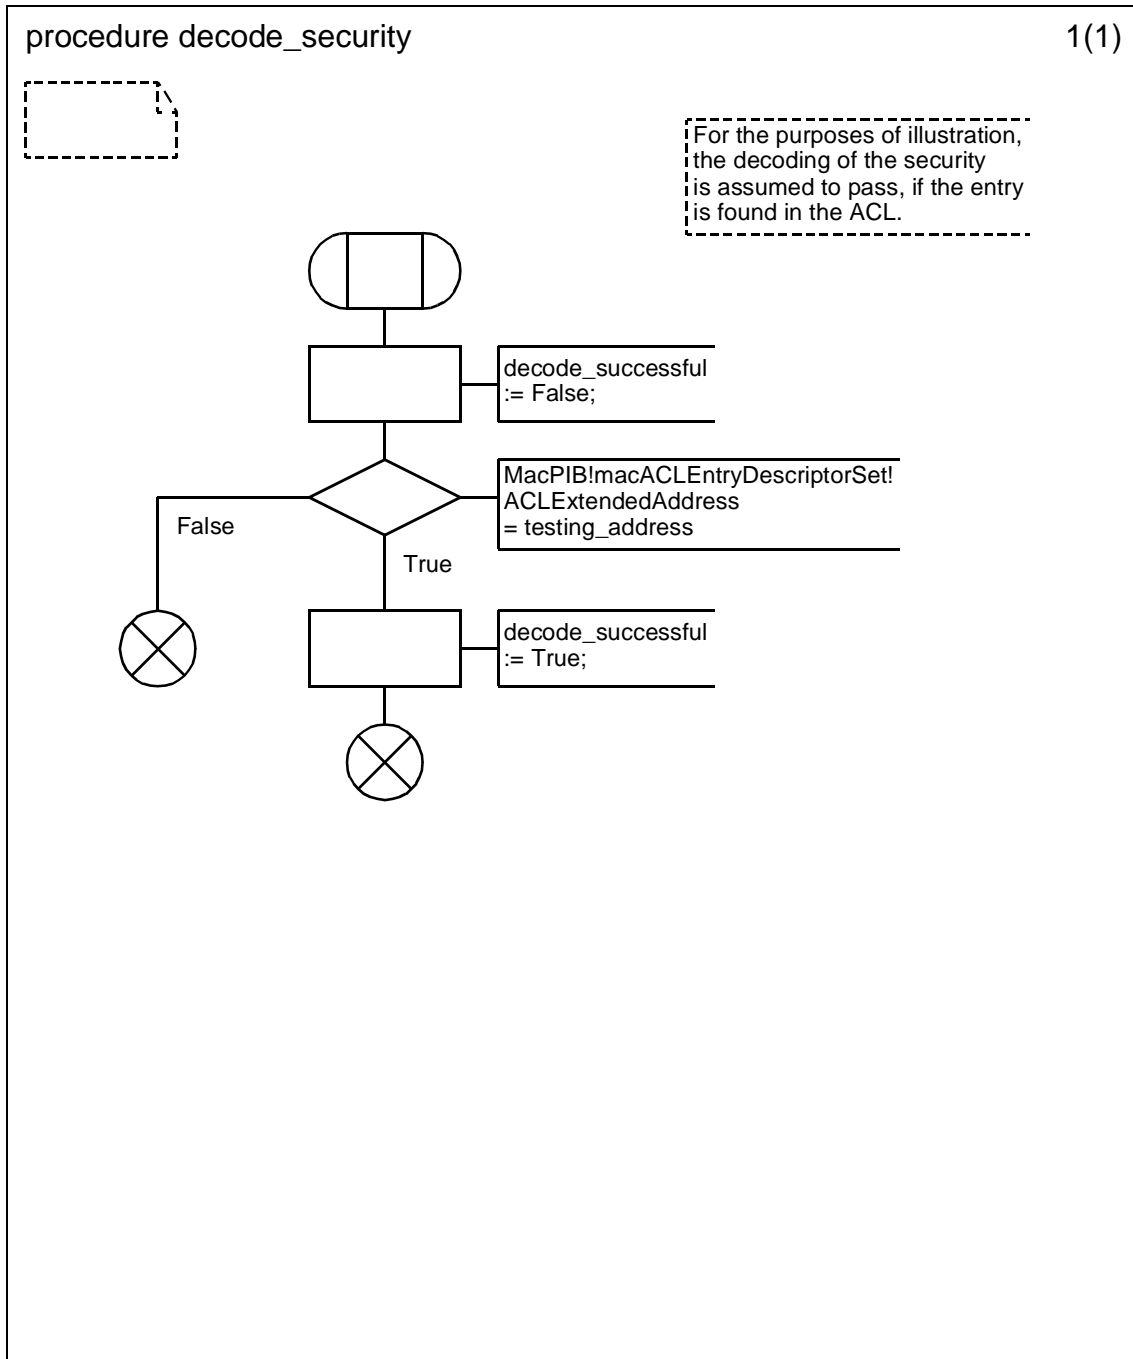 procedure decode_security
1(1)
For the purposes of illustration,
the decoding of the security
is assumed to pass, if the entry
is found in the ACL.
decode_successful
:= False;
MacPIB!macACLEntryDescriptorSet!
ACLExtendedAddress
= testing_address
False
True
decode_successful
:= True;